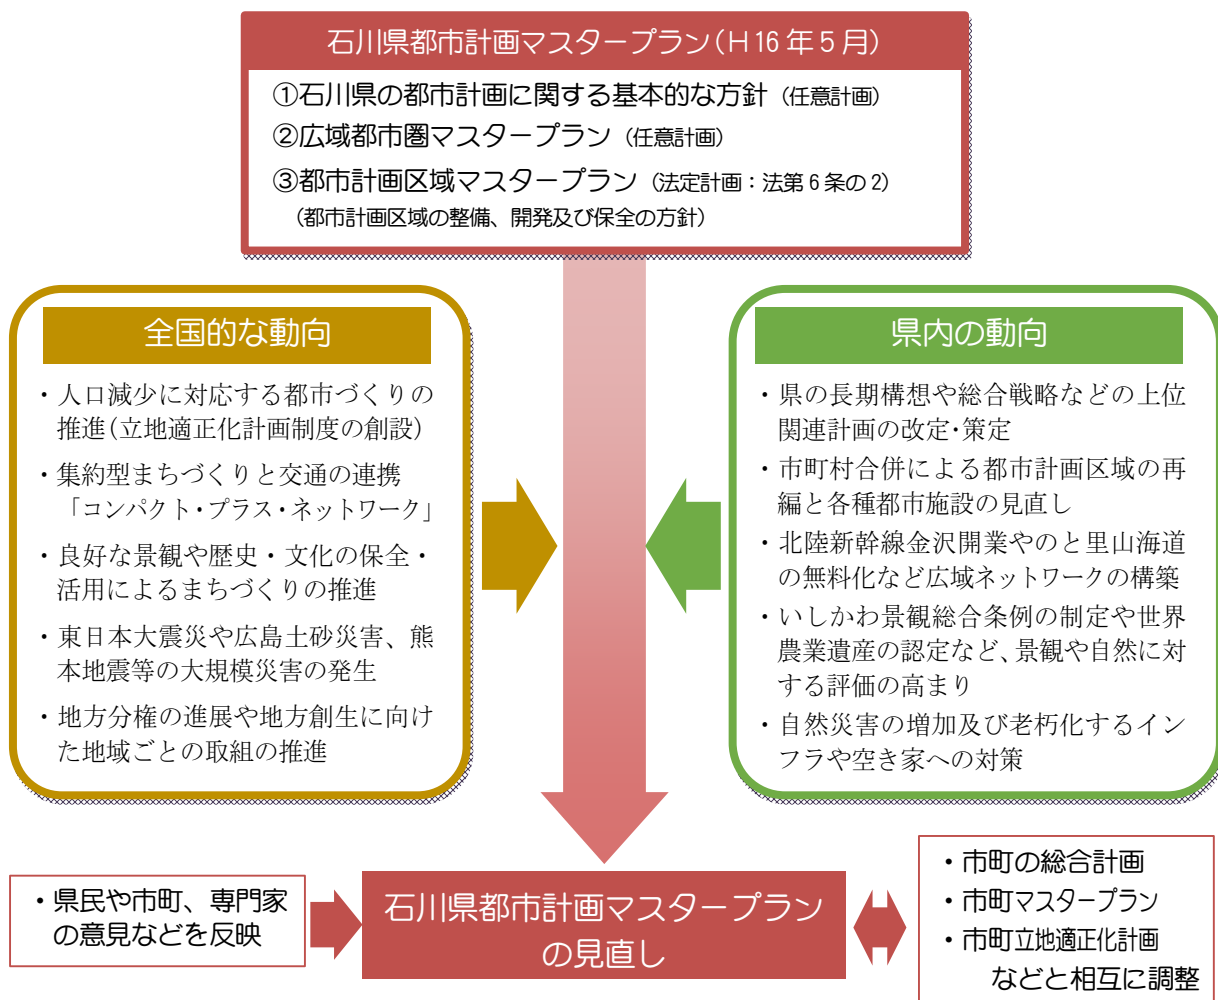 石川県都市計画マスタープラン(H16年5月)
①石川県の都市計画に関する基本的な方針(任意計画)
②広域都市圏マスタープラン(任意計画)
③都市計画区域マスタープラン(法定計画:法第6条の2)
(都市計画区域の整備、開発及び保全の方針)
全国的な動向
・人口減少に対応する都市づくりの
推進(立地適正化計画制度の創設)
・集約型まちづくりと交通の連携
「コンパクト・プラス・ネットワーク」
・良好な景観や歴史・文化の保全・
活用によるまちづくりの推進
・東日本大震災や広島土砂災害、熊
本地震等の大規模災害の発生
・地方分権の進展や地方創生に向け
た地域ごとの取組の推進
県内の動向
・県の長期構想や総合戦略などの上位
関連計画の改定・策定
・市町村合併による都市計画区域の再
編と各種都市施設の見直し
・北陸新幹線金沢開業やのと里山海道
の無料化など広域ネットワークの構築
・いしかわ景観総合条例の制定や世界
農業遺産の認定など、景観や自然に対
する評価の高まり
・自然災害の増加及び老朽化するイン
フラや空き家への対策
・県民や市町、専門家
の意見などを反映
石川県都市計画マスタープラン
の見直し
・市町の総合計画
・市町マスタープラン
・市町立地適正化計画
などと相互に調整